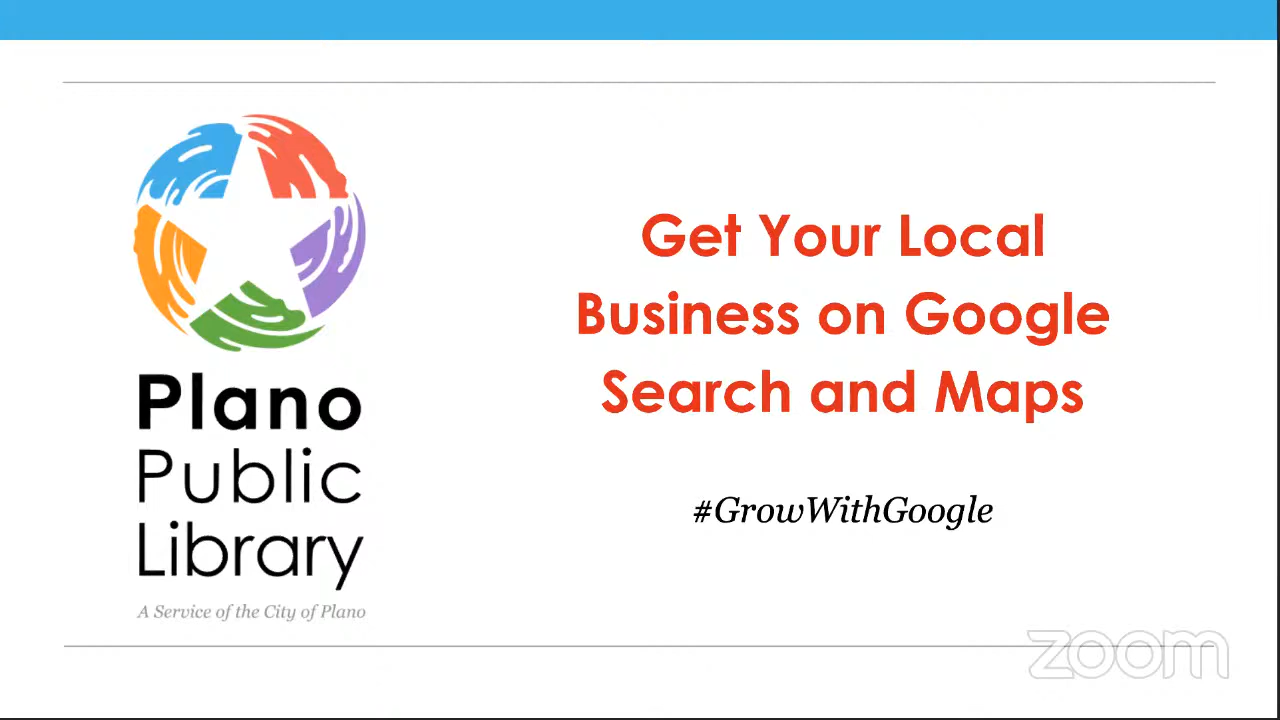 Plano
Public
Library
A Service of the City of Plano
Get Your Local
Business on Google
Search and Maps
#GrowWithGoogle
zoom